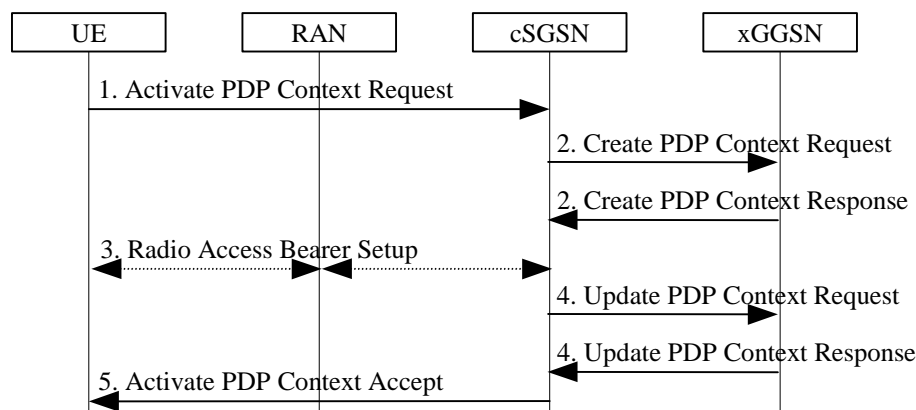 UE RAN cSGSN xGGSN
1. Activate PDP Context Request
2. Create PDP Context Request
2. Create PDP Context Response
3. Radio Access Bearer Setup
4. Update PDP Context Request
4. Update PDP Context Response
5. Activate PDP Context Accept